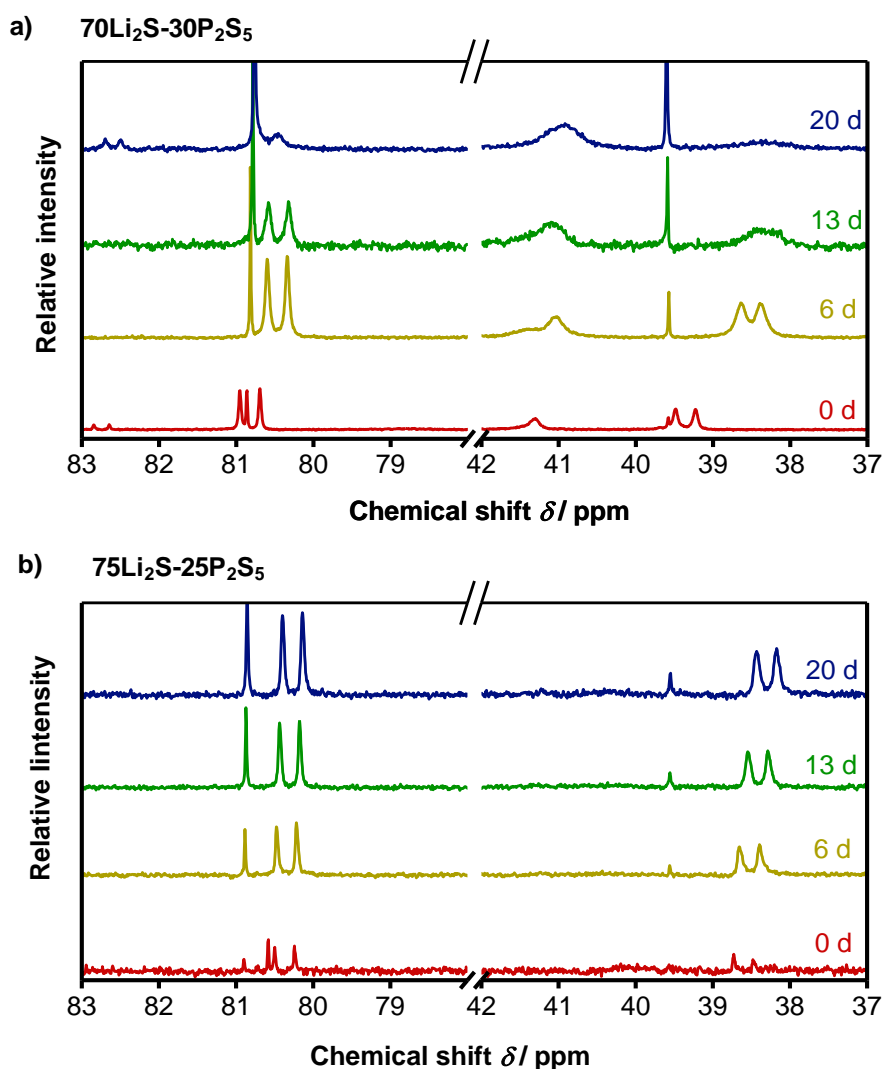 a) 70Li₂S-30P₂S₅
Relative intensity
20 d
13 d
6 d
0 d
83 82 81 80 79 42 41 40 39 38 37
Chemical shift δ / ppm
b) 75Li₂S-25P₂S₅
Relative lintensity
20 d
13 d
6 d
0 d
83 82 81 80 79 42 41 40 39 38 37
Chemical shift δ / ppm